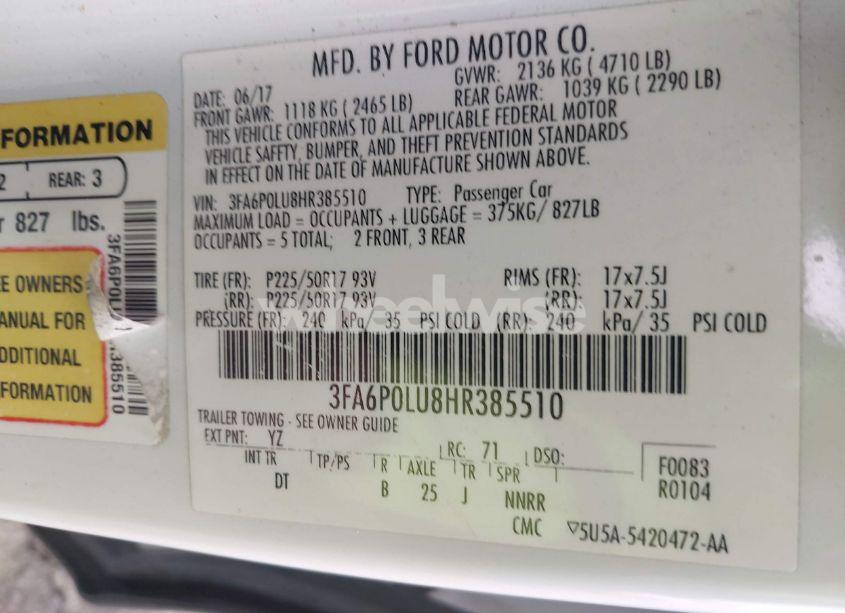 MFD. BY FORD MOTOR CO.
DATE: 06/17
GVWR: 2136 KG ( 4710 LB)
FRONT GAWR: 1118 KG ( 2465 LB)
REAR GAWR: 1039 KG ( 2290 LB)
THIS VEHICLE CONFORMS TO ALL APPLICABLE FEDERAL MOTOR
VEHICLE SAFETY, BUMPER, AND THEFT PREVENTION STANDARDS
IN EFFECT ON THE DATE OF MANUFACTURE SHOWN ABOVE.
VIN: 3FA6P0LU8HR385510 TYPE: Passenger Car
MAXIMUM LOAD = OCCUPANTS + LUGGAGE = 375KG/ 827LB
OCCUPANTS = 5 TOTAL; 2 FRONT, 3 REAR
TIRE (FR): P225/50R17 93V RIMS (FR): 17x7.5J
(RR): P225/50R17 93V (RR): 17x7.5J
PRESSURE (FR): 240 kPa/ 35 PSI COLD (RR): 240 kPa/ 35 PSI COLD
3FA6P0LU8HR385510
TRAILER TOWING - SEE OWNER GUIDE
EXT PNT: YZ RC: 71 DSO:
INT TR TP/PS R AXLE TR SPR
DT B 25 J NNRR
CMC
F0083
R0104
▽5U5A-5420472-AA
FORMATION
2 REAR: 3
827 lbs.
OWNERS
MANUAL FOR
ADDITIONAL
FORMATION
3FA6P0L
385510
wheelwise